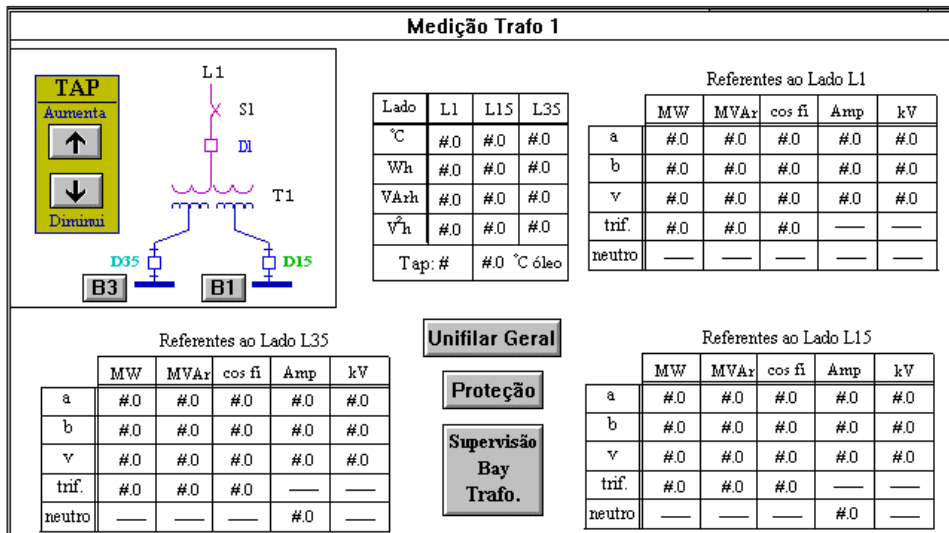 Medição Trafo 1
TAP
Aumenta
Diminui
L1
S1
D1
T1
D35
D15
B3
B1
Lado L1 L15 L35
°C #.0 #.0 #.0
Wh #.0 #.0 #.0
VArh #.0 #.0 #.0
V²h #.0 #.0 #.0
Tap: # #.0 °C óleo
Referentes ao Lado L1
MW MVAr cos fi Amp kV
a #.0 #.0 #.0 #.0 #.0
b #.0 #.0 #.0 #.0 #.0
v #.0 #.0 #.0 #.0 #.0
trif. #.0 #.0 #.0 — —
neutro — — — — —
Referentes ao Lado L35
MW MVAr cos fi Amp kV
a #.0 #.0 #.0 #.0 #.0
b #.0 #.0 #.0 #.0 #.0
v #.0 #.0 #.0 #.0 #.0
trif. #.0 #.0 #.0 — —
neutro — — — #.0 —
Unifilar Geral
Proteção
Supervisão
Bay
Trafo.
Referentes ao Lado L15
MW MVAr cos fi Amp kV
a #.0 #.0 #.0 #.0 #.0
b #.0 #.0 #.0 #.0 #.0
v #.0 #.0 #.0 #.0 #.0
trif. #.0 #.0 #.0 — —
neutro — — — #.0 —